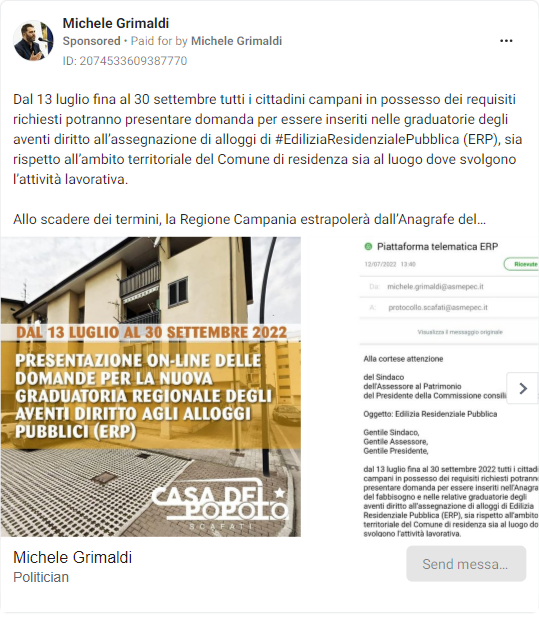 Michele Grimaldi
Sponsored • Paid for by Michele Grimaldi
ID: 2074533609387770
Dal 13 luglio fina al 30 settembre tutti i cittadini campani in possesso dei requisiti
richiesti potranno presentare domanda per essere inseriti nelle graduatorie degli
aventi diritto all'assegnazione di alloggi di #EdiliziaResidenzialePubblica (ERP), sia
rispetto all'ambito territoriale del Comune di residenza sia al luogo dove svolgono
l'attività lavorativa.
Allo scadere dei termini, la Regione Campania estrapolerà dall'Anagrafe del...
DAL 13 LUGLIO AL 30 SETTEMBRE 2022
PRESENTAZIONE ON-LINE DELLE
DOMANDE PER LA NUOVA
GRADUATORIA REGIONALE DEGLI
AVENTI DIRITTO AGLI ALLOGGI
PUBBLICI (ERP)
CASA DEL
POPOLO
SCAFATI
Piattaforma telematica ERP
12/07/2022 13:40
Ricevute
Da: michele.grimaldi@asmepec.it
A: protocollo.scafati@asmepec.it
Visualizza il messaggio originale
Alla cortese attenzione
del Sindaco
dell'Assessore al Patrimonio
del Presidente della Commissione consili
Oggetto: Edilizia Residenziale Pubblica
Gentile Sindaco,
Gentile Assessore,
Gentile Presidente,
dal 13 luglio fino al 30 settembre 2022 tutti i cittadi
campani in possesso dei requisiti richiesti potrann
presentare domanda per essere inseriti nell'Anagra
del fabbisogno e nelle relative graduatorie degli
aventi diritto all'assegnazione di alloggi di Edilizia
Residenziale Pubblica (ERP), sia rispetto all'ambito
territoriale del Comune di residenza sia al luogo do
svolgono l'attività lavorativa.
Michele Grimaldi
Politician
Send messa...